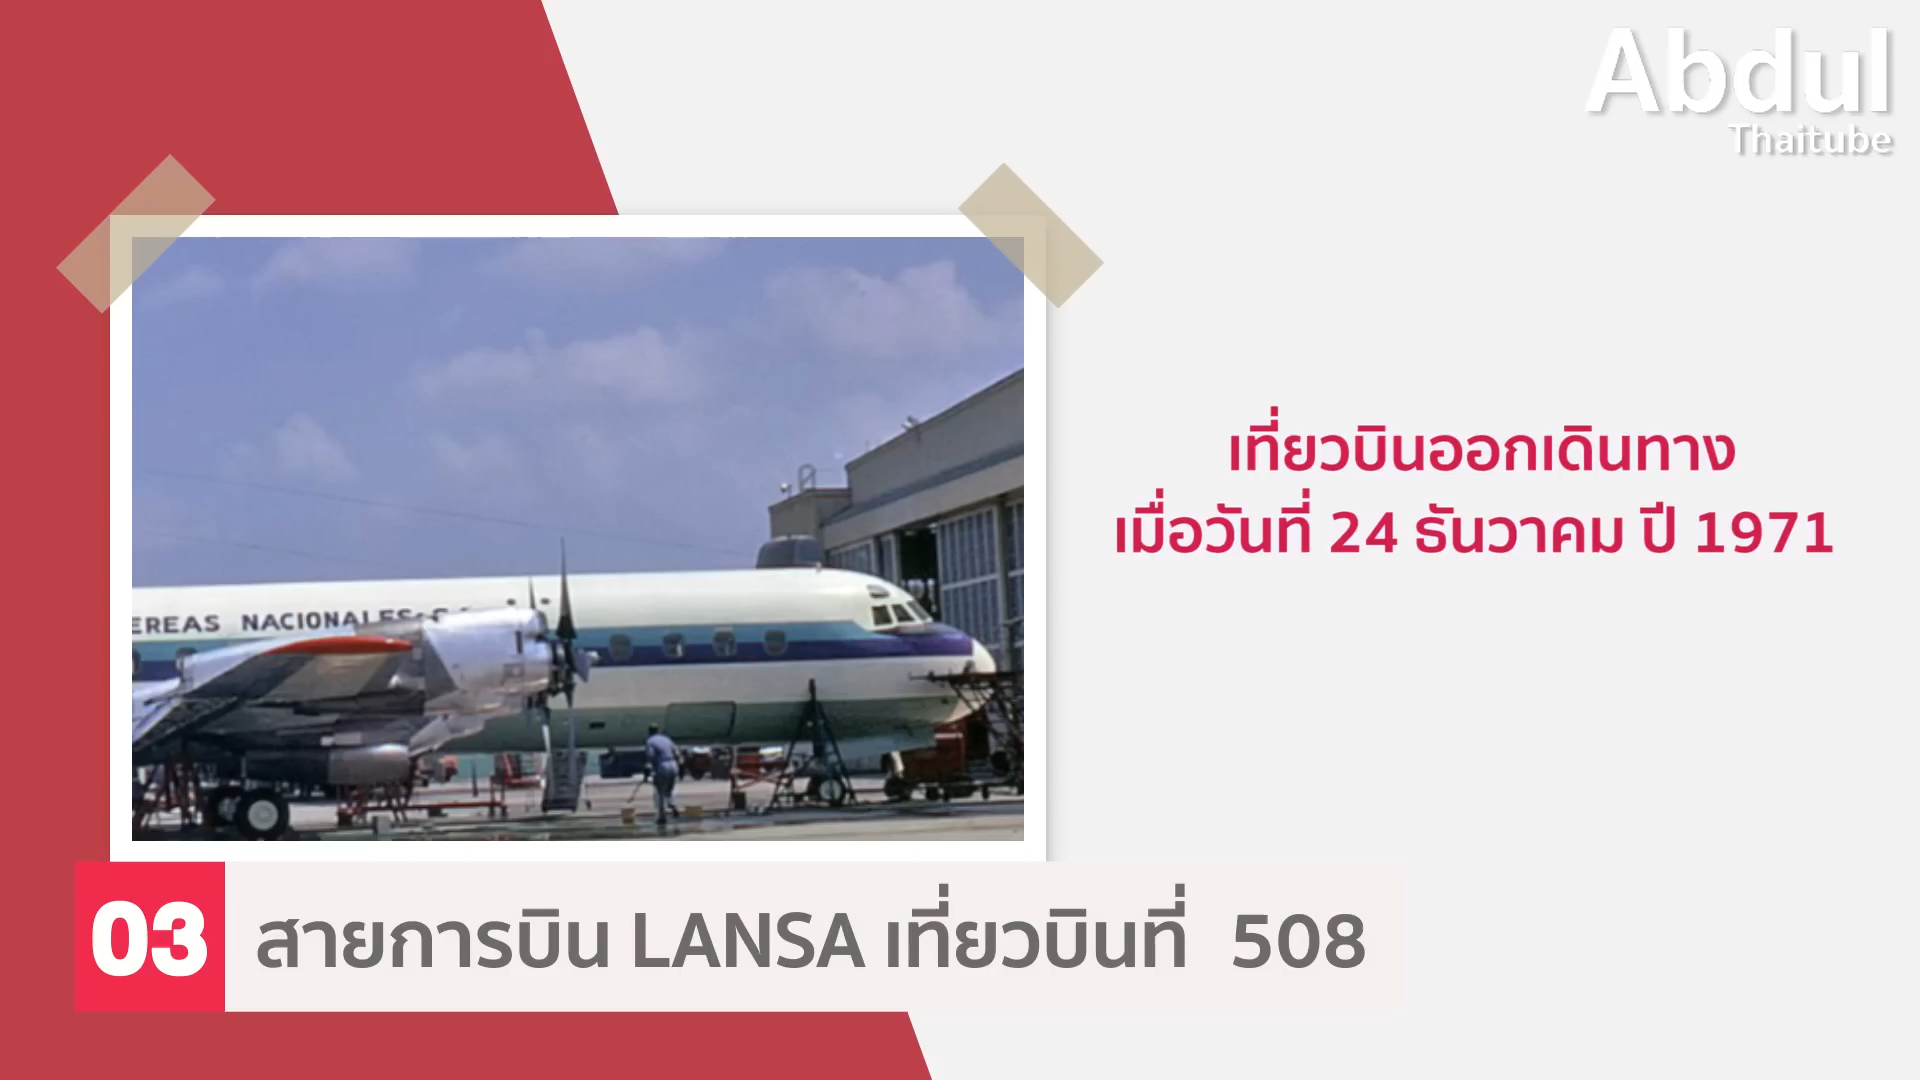 Abdul
Thaitube
เที่ยวบินออกเดินทาง
เมื่อวันที่ 24 ธันวาคม ปี 1971
EREAS NACIONALES
03 สายการบิน LANSA เที่ยวบินที่ 508